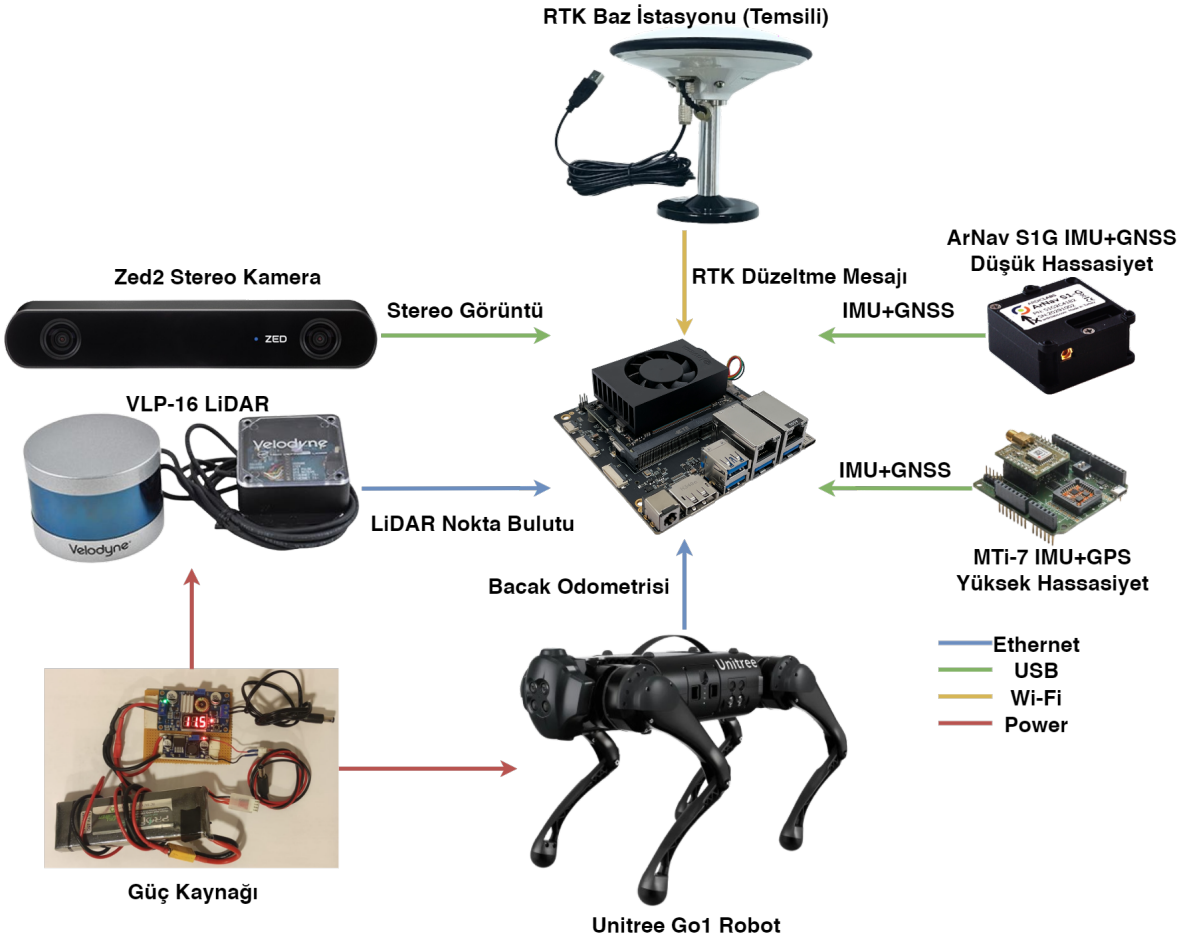 RTK Baz İstasyonu (Temsili)
ArNav S1G IMU+GNSS
Düşük Hassasiyet
Zed2 Stereo Kamera
RTK Düzeltme Mesajı
Stereo Görüntü
IMU+GNSS
ArNav S1-G
ZED
VLP-16 LiDAR
Velodyne
Velodyne
IMU+GNSS
LiDAR Nokta Bulutu
MTi-7 IMU+GPS
Yüksek Hassasiyet
Bacak Odometrisi
Unitree
Ethernet
USB
Wi-Fi
Power
Güç Kaynağı
Unitree Go1 Robot